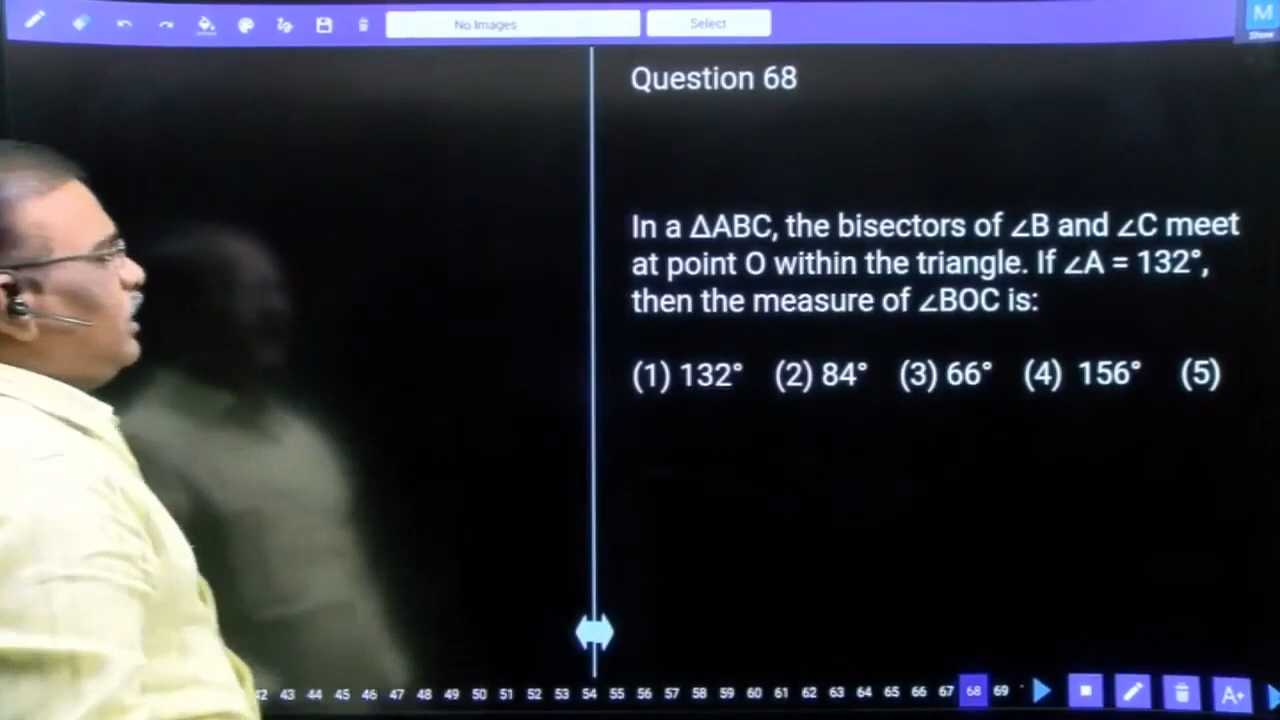 No Images Select M
Show
Question 68
In a ΔABC, the bisectors of ∠B and ∠C meet
at point O within the triangle. If ∠A = 132°,
then the measure of ∠BOC is:
(1) 132° (2) 84° (3) 66° (4) 156° (5)
42 43 44 45 46 47 48 49 50 51 52 53 54 55 56 57 58 59 60 61 62 63 64 65 66 67 68 69 A+